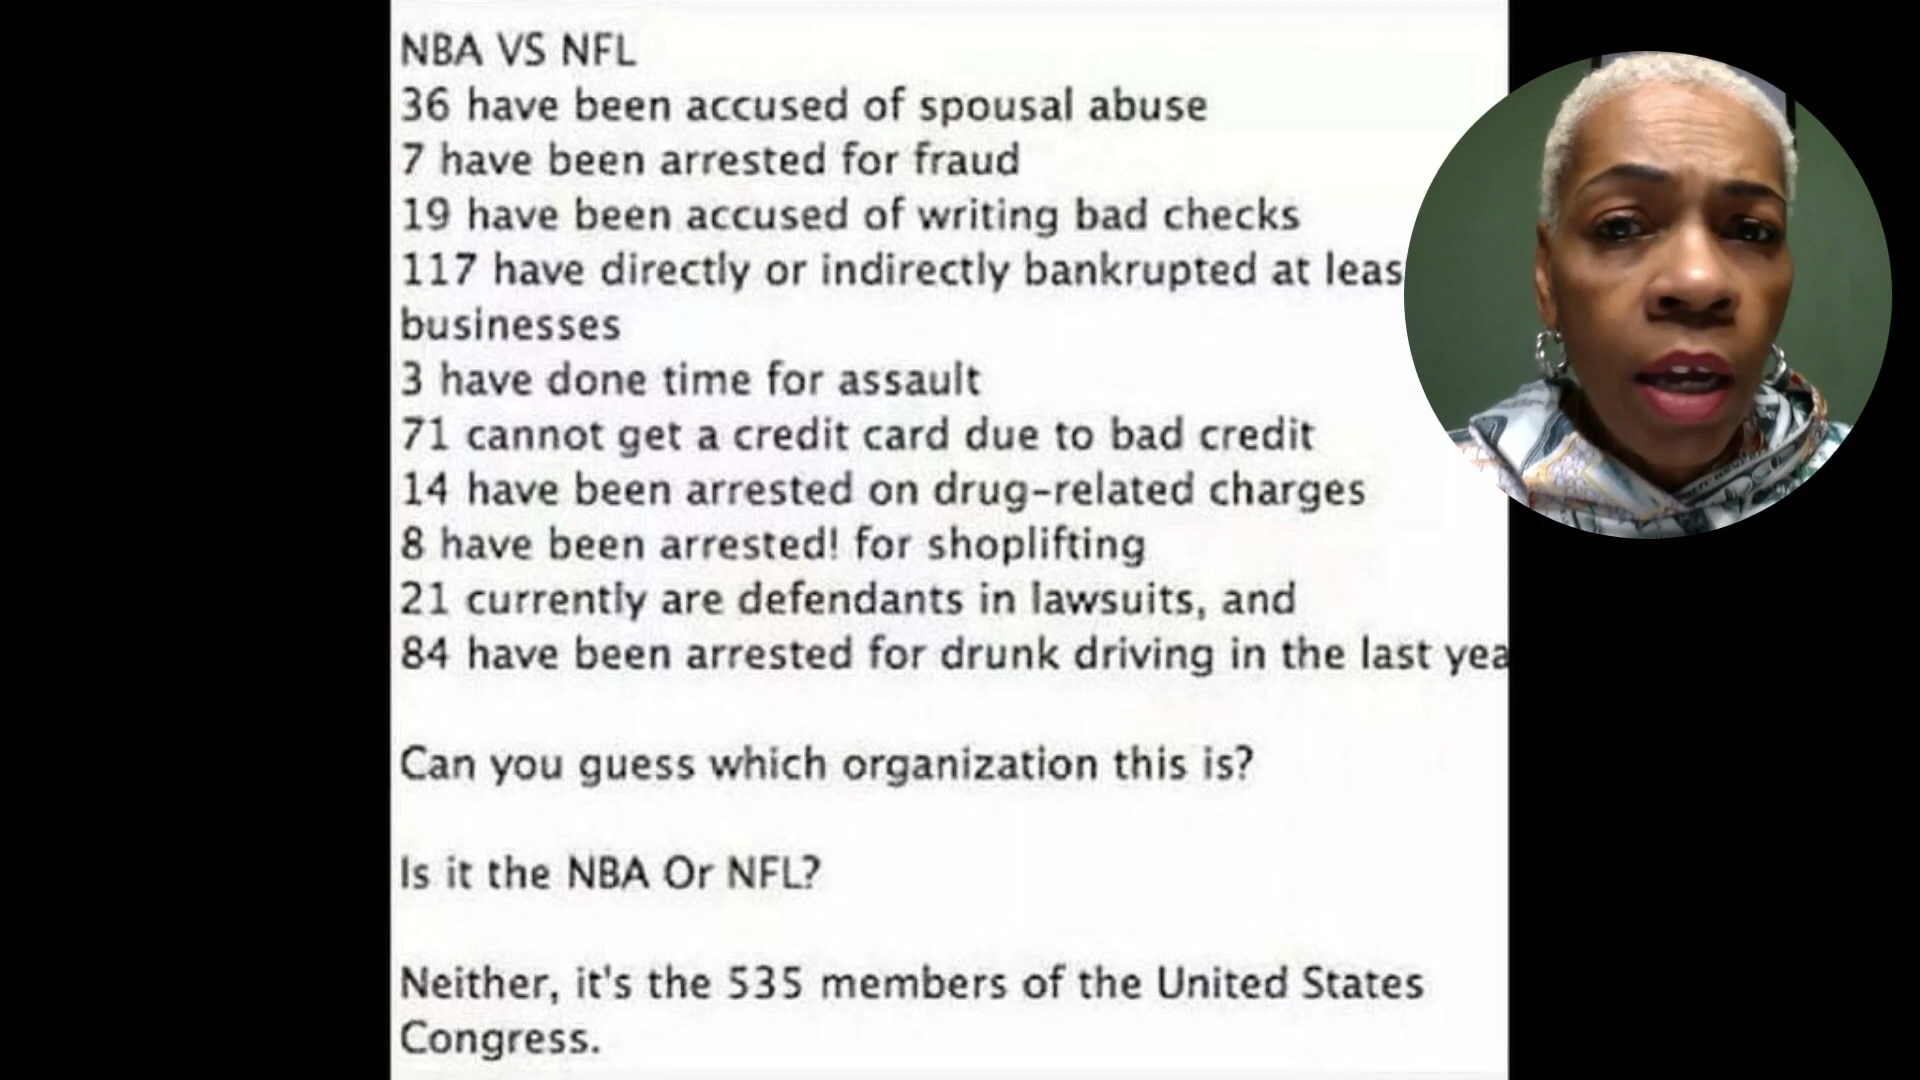 NBA VS NFL
36 have been accused of spousal abuse
7 have been arrested for fraud
19 have been accused of writing bad checks
117 have directly or indirectly bankrupted at leas
businesses
3 have done time for assault
71 cannot get a credit card due to bad credit
14 have been arrested on drug-related charges
8 have been arrested! for shoplifting
21 currently are defendants in lawsuits, and
84 have been arrested for drunk driving in the last yea
Can you guess which organization this is?
Is it the NBA Or NFL?
Neither, it's the 535 members of the United States
Congress.